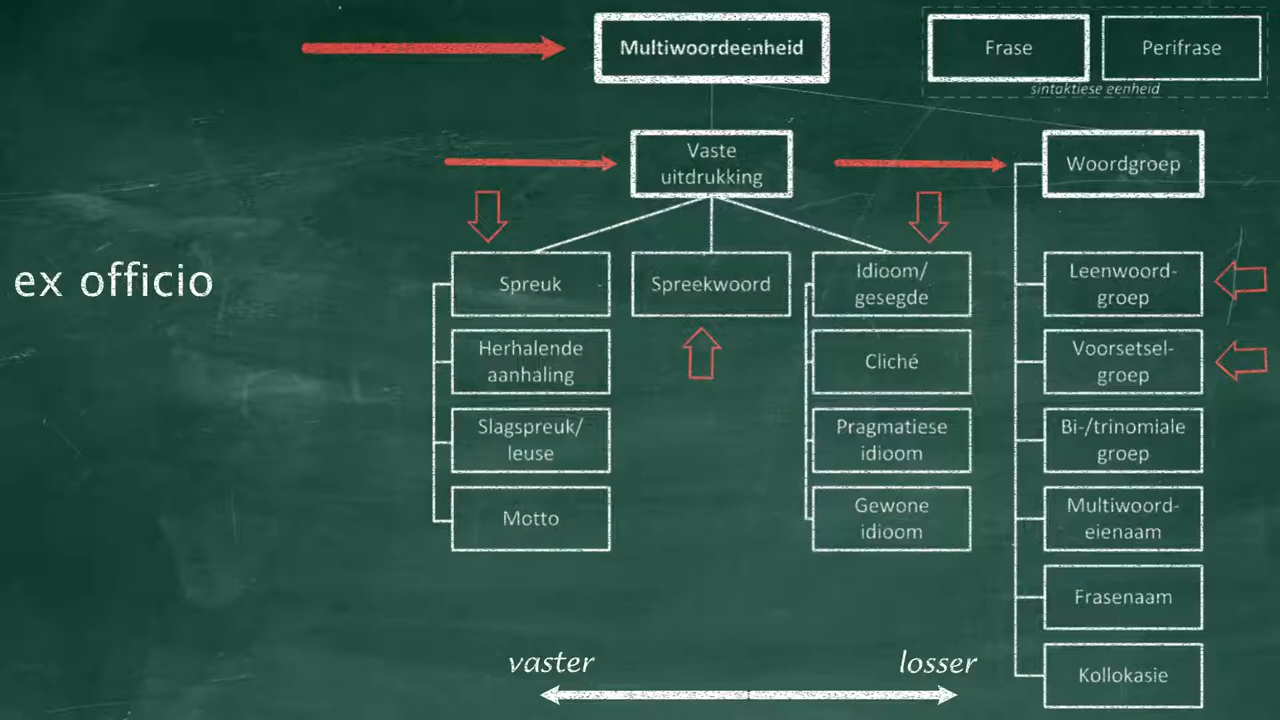 Multiwoordeenheid
Frase
Perifrase
sintaktiese eenheid
Vaste
uitdrukking
Woordgroep
ex officio
Spreuk
Spreekwoord
Idioom/
gesegde
Leenwoord-
groep
Herhalende
aanhaling
Cliché
Voorsetsel-
groep
Slagspreuk/
leuse
Pragmatiese
idioom
Bi-/trinomiale
groep
Motto
Gewone
idioom
Multiwoord-
eienaam
Frasenaam
Kollokasie
vaster
losser